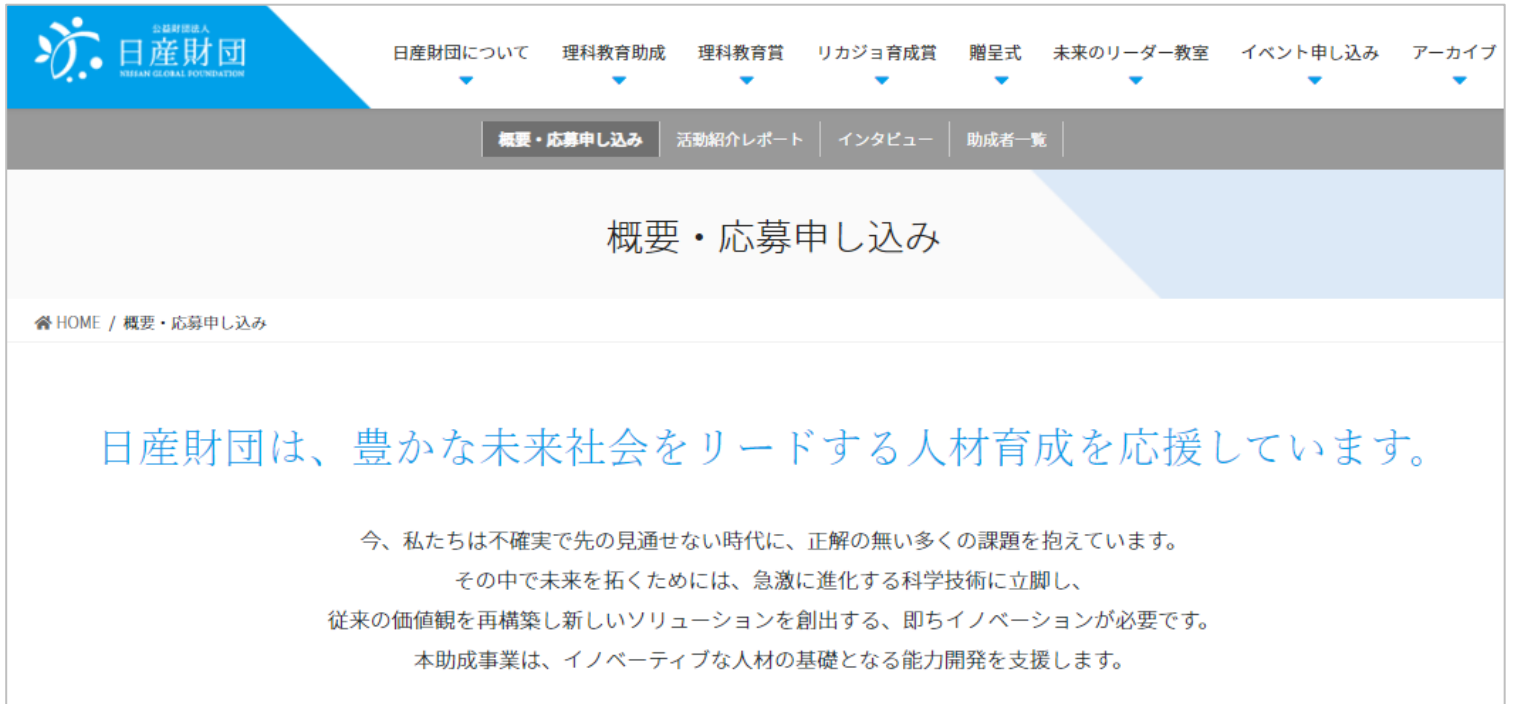 公益財団法人
日産財団
NISSAN GLOBAL FOUNDATION
日産財団について 理科教育助成 理科教育賞 リカジョ育成賞 贈呈式 未来のリーダー教室 イベント申し込み アーカイブ
概要・応募申し込み 活動紹介レポート インタビュー 助成者一覧
概要・応募申し込み
HOME / 概要・応募申し込み
日産財団は、豊かな未来社会をリードする人材育成を応援しています。
今、私たちは不確実で先の見通せない時代に、正解の無い多くの課題を抱えています。
その中で未来を拓くためには、急激に進化する科学技術に立脚し、
従来の価値観を再構築し新しいソリューションを創出する、即ちイノベーションが必要です。
本助成事業は、イノベーティブな人材の基礎となる能力開発を支援します。